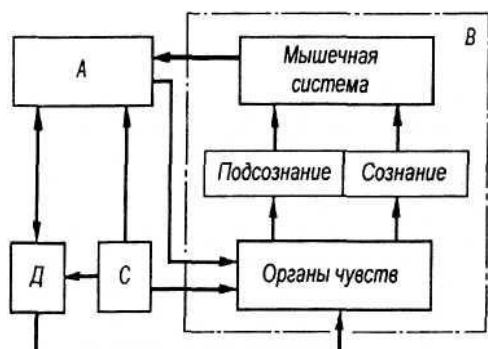 А
В
Мышечная
система
Подсознание
Сознание
Д
С
Органы чувств